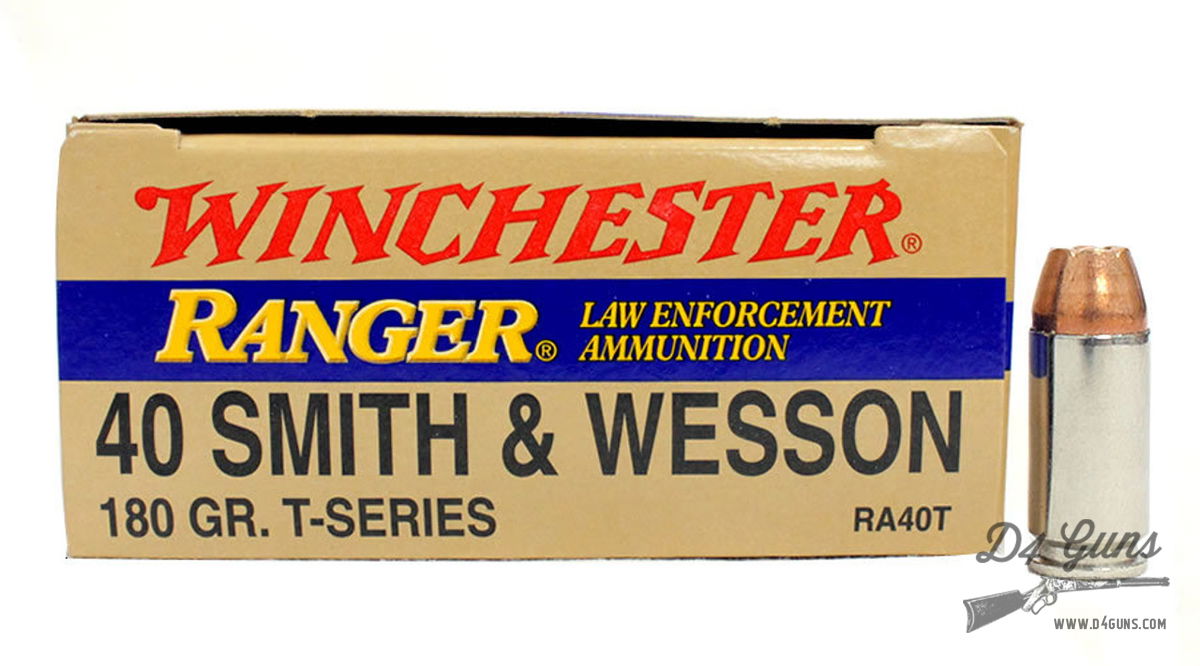 WINCHESTER®
RANGER® LAW ENFORCEMENT
AMMUNITION
40 SMITH & WESSON
180 GR. T-SERIES RA40T
D4 Guns
WWW.D4GUNS.COM